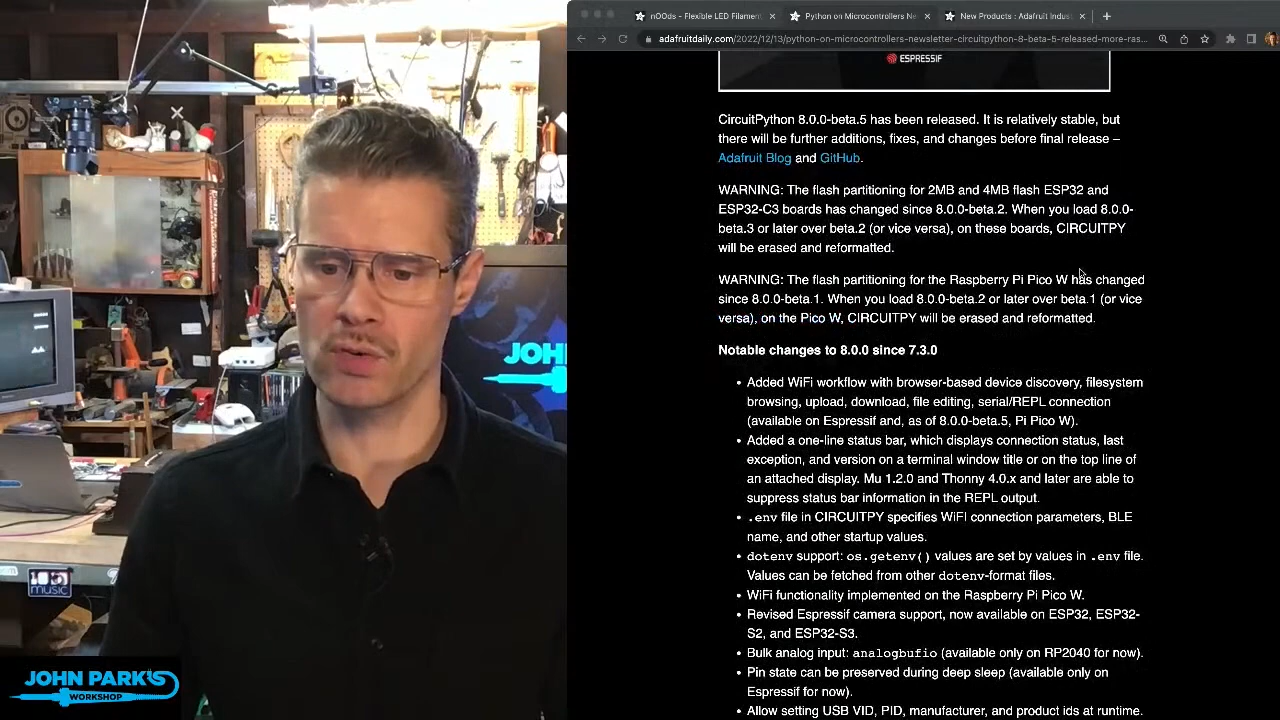 nOOds - Flexible LED Filamen
Python on Microcontrollers Ne
New Products : Adafruit Indus
adafruitdaily.com/2022/12/13/python-on-microcontrollers-newsletter-circuitpython-8-beta-5-released-more-ras...
ESPRESSIF
CircuitPython 8.0.0-beta.5 has been released. It is relatively stable, but
there will be further additions, fixes, and changes before final release –
Adafruit Blog and GitHub.
WARNING: The flash partitioning for 2MB and 4MB flash ESP32 and
ESP32-C3 boards has changed since 8.0.0-beta.2. When you load 8.0.0-
beta.3 or later over beta.2 (or vice versa), on these boards, CIRCUITPY
will be erased and reformatted.
WARNING: The flash partitioning for the Raspberry Pi Pico W has changed
since 8.0.0-beta.1. When you load 8.0.0-beta.2 or later over beta.1 (or vice
versa), on the Pico W, CIRCUITPY will be erased and reformatted.
Notable changes to 8.0.0 since 7.3.0
• Added WiFi workflow with browser-based device discovery, filesystem
browsing, upload, download, file editing, serial/REPL connection
(available on Espressif and, as of 8.0.0-beta.5, Pi Pico W).
• Added a one-line status bar, which displays connection status, last
exception, and version on a terminal window title or on the top line of
an attached display. Mu 1.2.0 and Thonny 4.0.x and later are able to
suppress status bar information in the REPL output.
• .env file in CIRCUITPY specifies WiFI connection parameters, BLE
name, and other startup values.
• dotenv support: os.getenv() values are set by values in .env file.
Values can be fetched from other dotenv-format files.
• WiFi functionality implemented on the Raspberry Pi Pico W.
• Revised Espressif camera support, now available on ESP32, ESP32-
S2, and ESP32-S3.
• Bulk analog input: analogbufio (available only on RP2040 for now).
• Pin state can be preserved during deep sleep (available only on
Espressif for now).
• Allow setting USB VID, PID, manufacturer, and product ids at runtime.
JOH
music
JOHN PARK'S
WORKSHOP